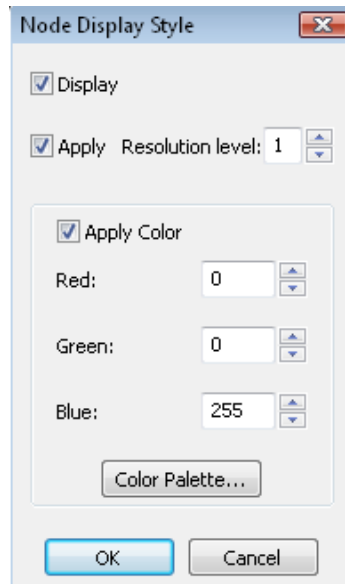 Node Display Style
Display
Apply Resolution level: 1
Apply Color
Red: 0
Green: 0
Blue: 255
Color Palette...
OK Cancel